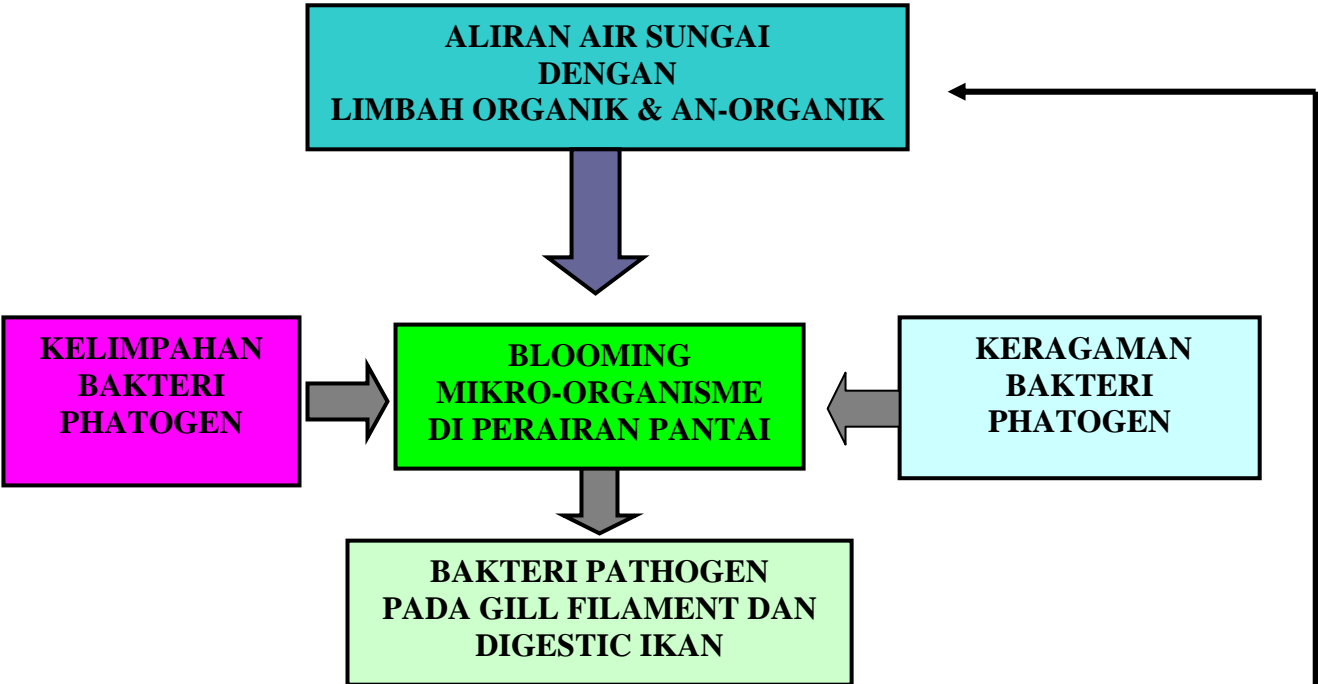 ALIRAN AIR SUNGAI
DENGAN
LIMBAH ORGANIK & AN-ORGANIK
KELIMPAHAN
BAKTERI
PHATOGEN
BLOOMING
MIKRO-ORGANISME
DI PERAIRAN PANTAI
KERAGAMAN
BAKTERI
PHATOGEN
BAKTERI PATHOGEN
PADA GILL FILAMENT DAN
DIGESTIC IKAN